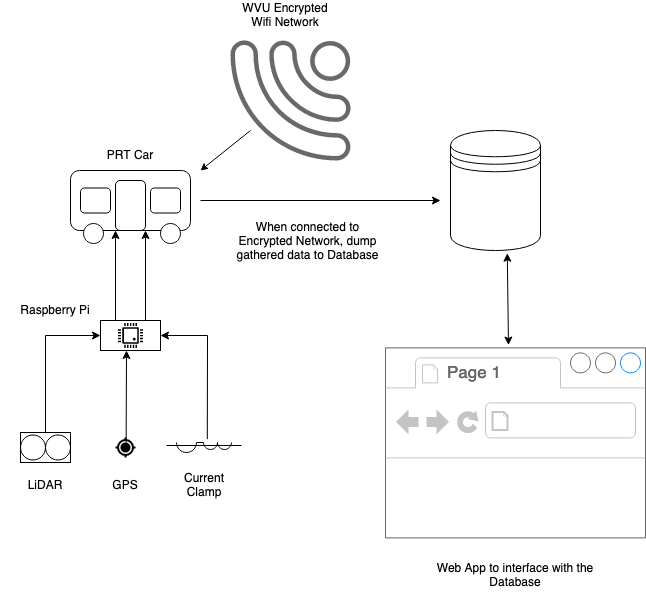 WVU Encrypted
Wifi Network
PRT Car
When connected to
Encrypted Network, dump
gathered data to Database
Raspberry Pi
Page 1
LiDAR
GPS
Current
Clamp
Web App to interface with the
Database